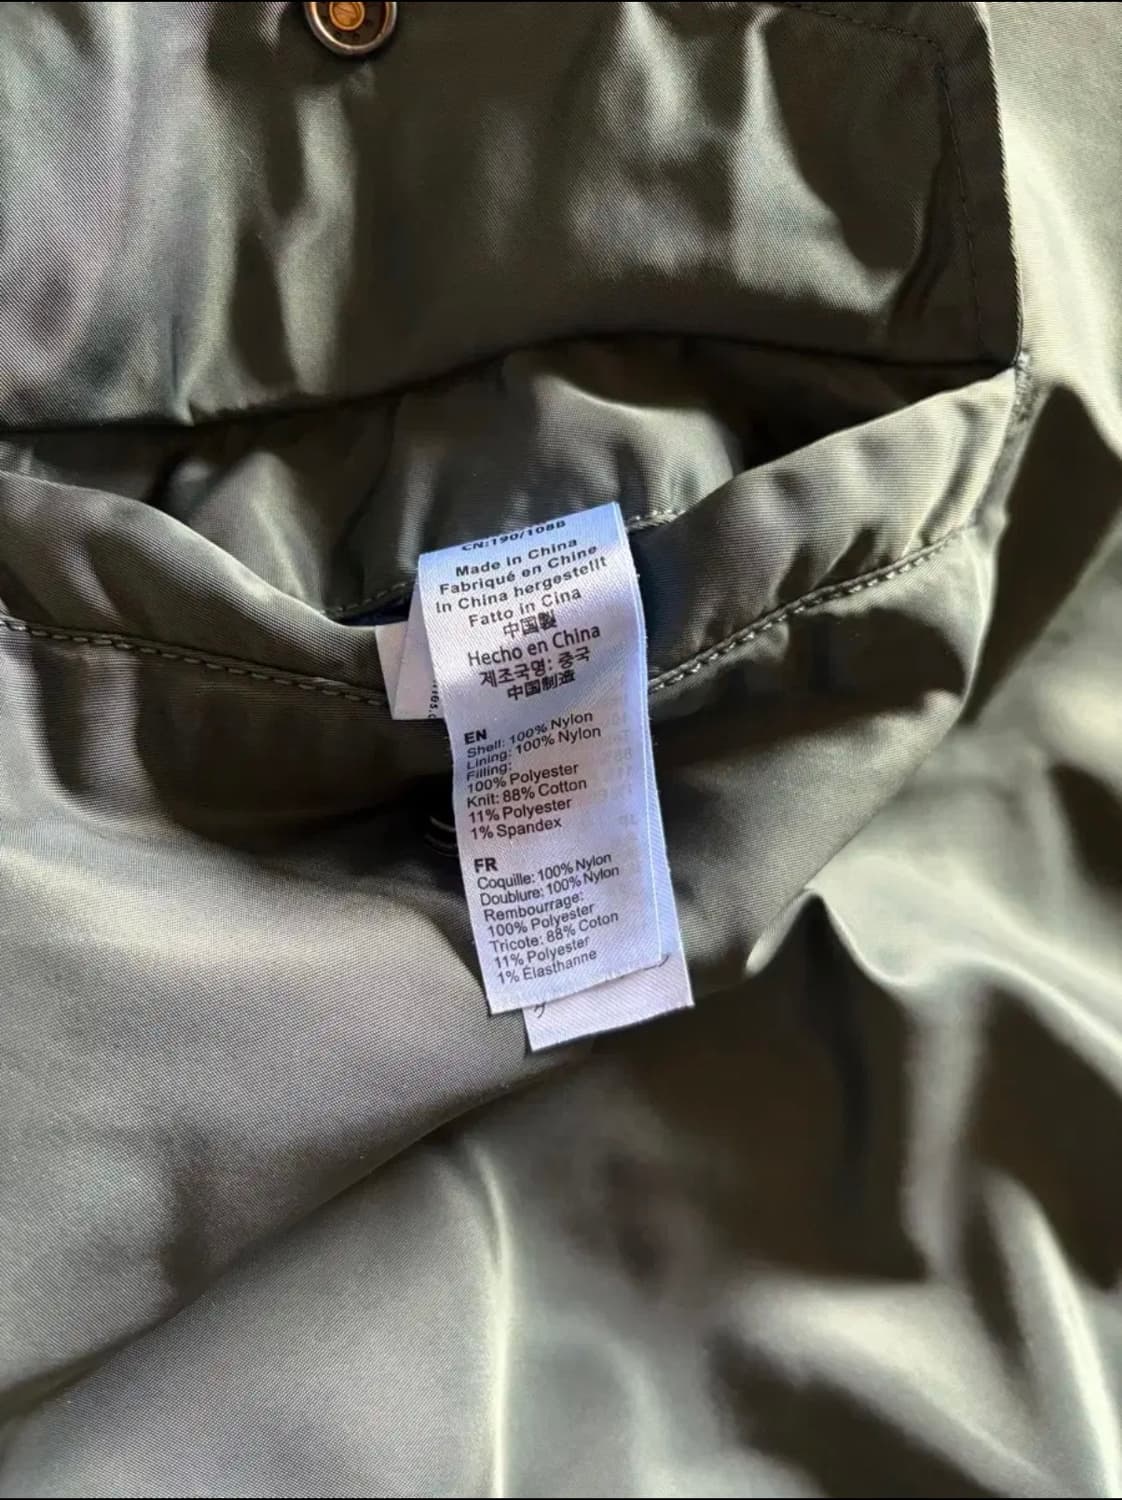 CN:190/108B
Made in China
Fabriqué en Chine
In China hergestellt
Fatto in Cina
中国製
Hecho en China
제조국명: 중국
中国制造
EN
Shell: 100% Nylon
Lining: 100% Nylon
Filling:
100% Polyester
Knit: 88% Cotton
11% Polyester
1% Spandex
FR
Coquille: 100% Nylon
Doublure: 100% Nylon
Rembourrage:
100% Polyester
Tricote: 88% Coton
11% Polyester
1% Élasthanne